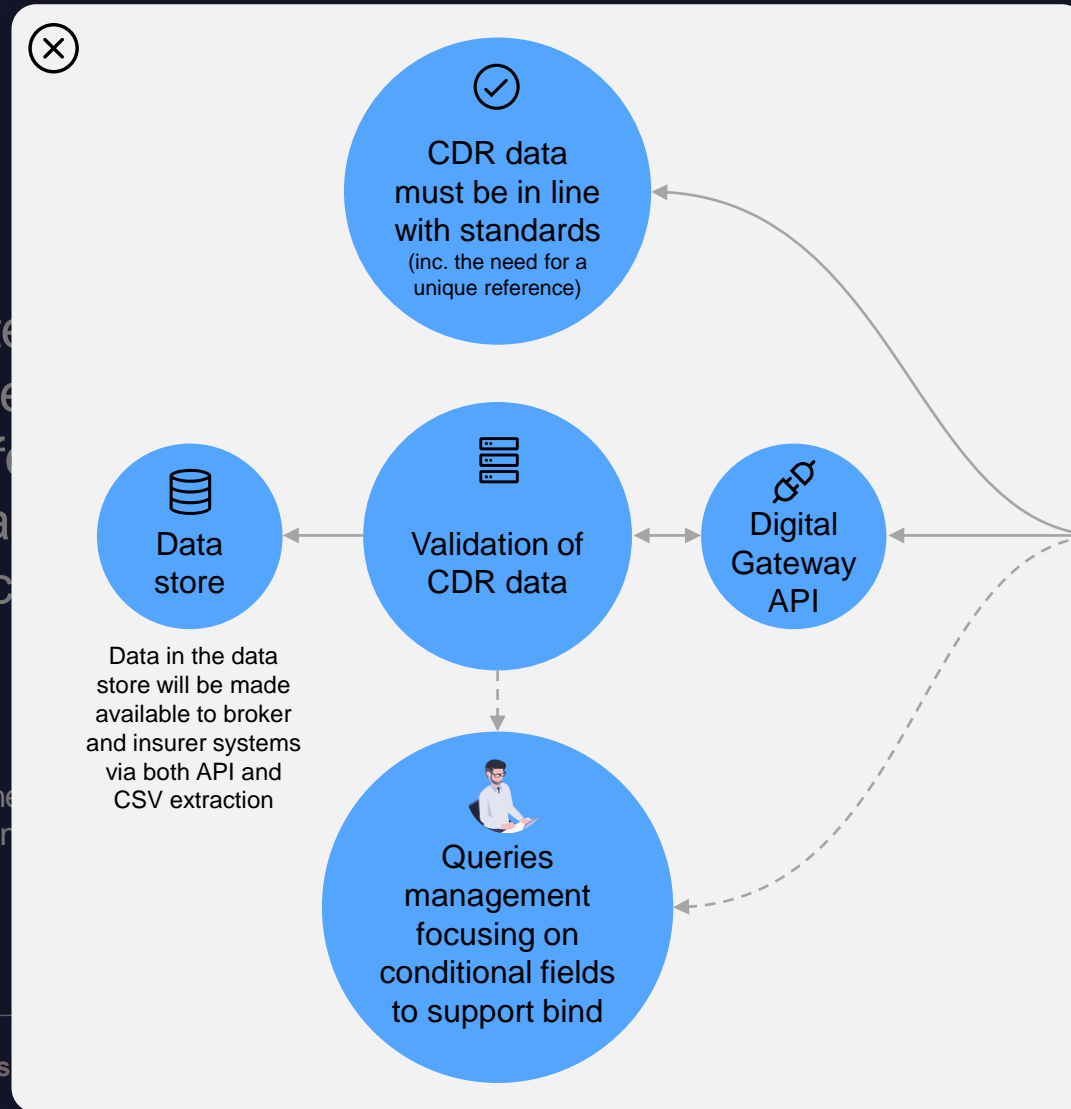 CDR data
must be in line
with standards
(inc. the need for a
unique reference)
Data
store
Validation of
CDR data
Digital
Gateway
API
Data in the data
store will be made
available to broker
and insurer systems
via both API and
CSV extraction
Queries
management
focusing on
conditional fields
to support bind